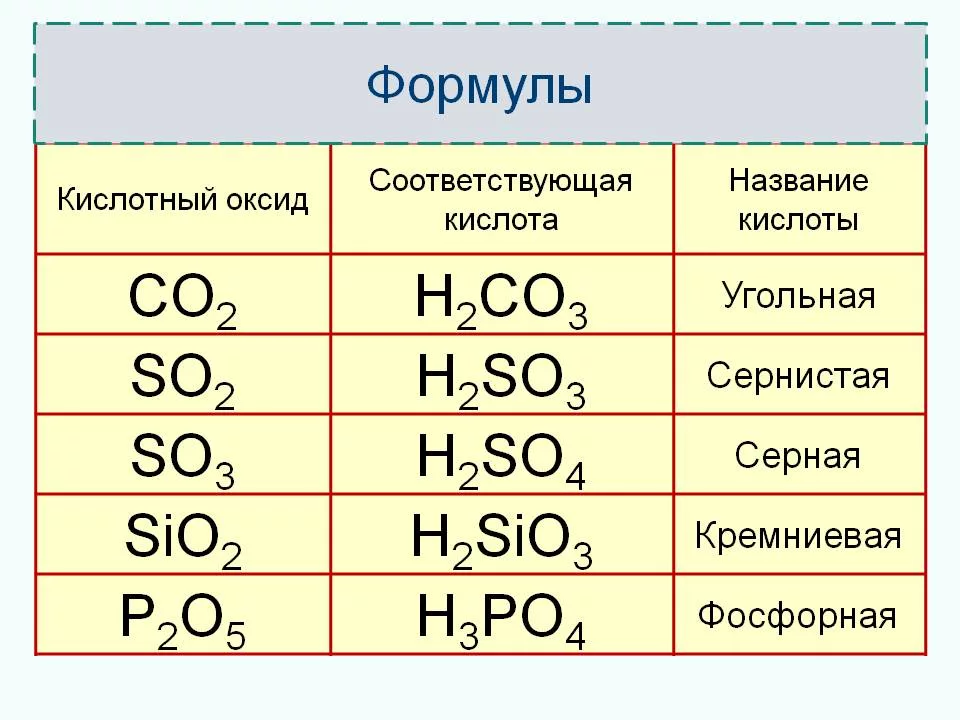 Формулы
Кислотный оксид
Соответствующая
кислота
Название
кислоты
CO₂
H₂CO₃
Угольная
SO₂
H₂SO₃
Сернистая
SO₃
H₂SO₄
Серная
SiO₂
H₂SiO₃
Кремниевая
P₂O₅
H₃PO₄
Фосфорная